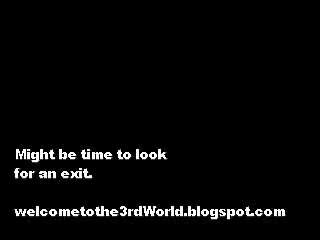 Might be time to look
for an exit.
welcometothe3rdWorld.blogspot.com